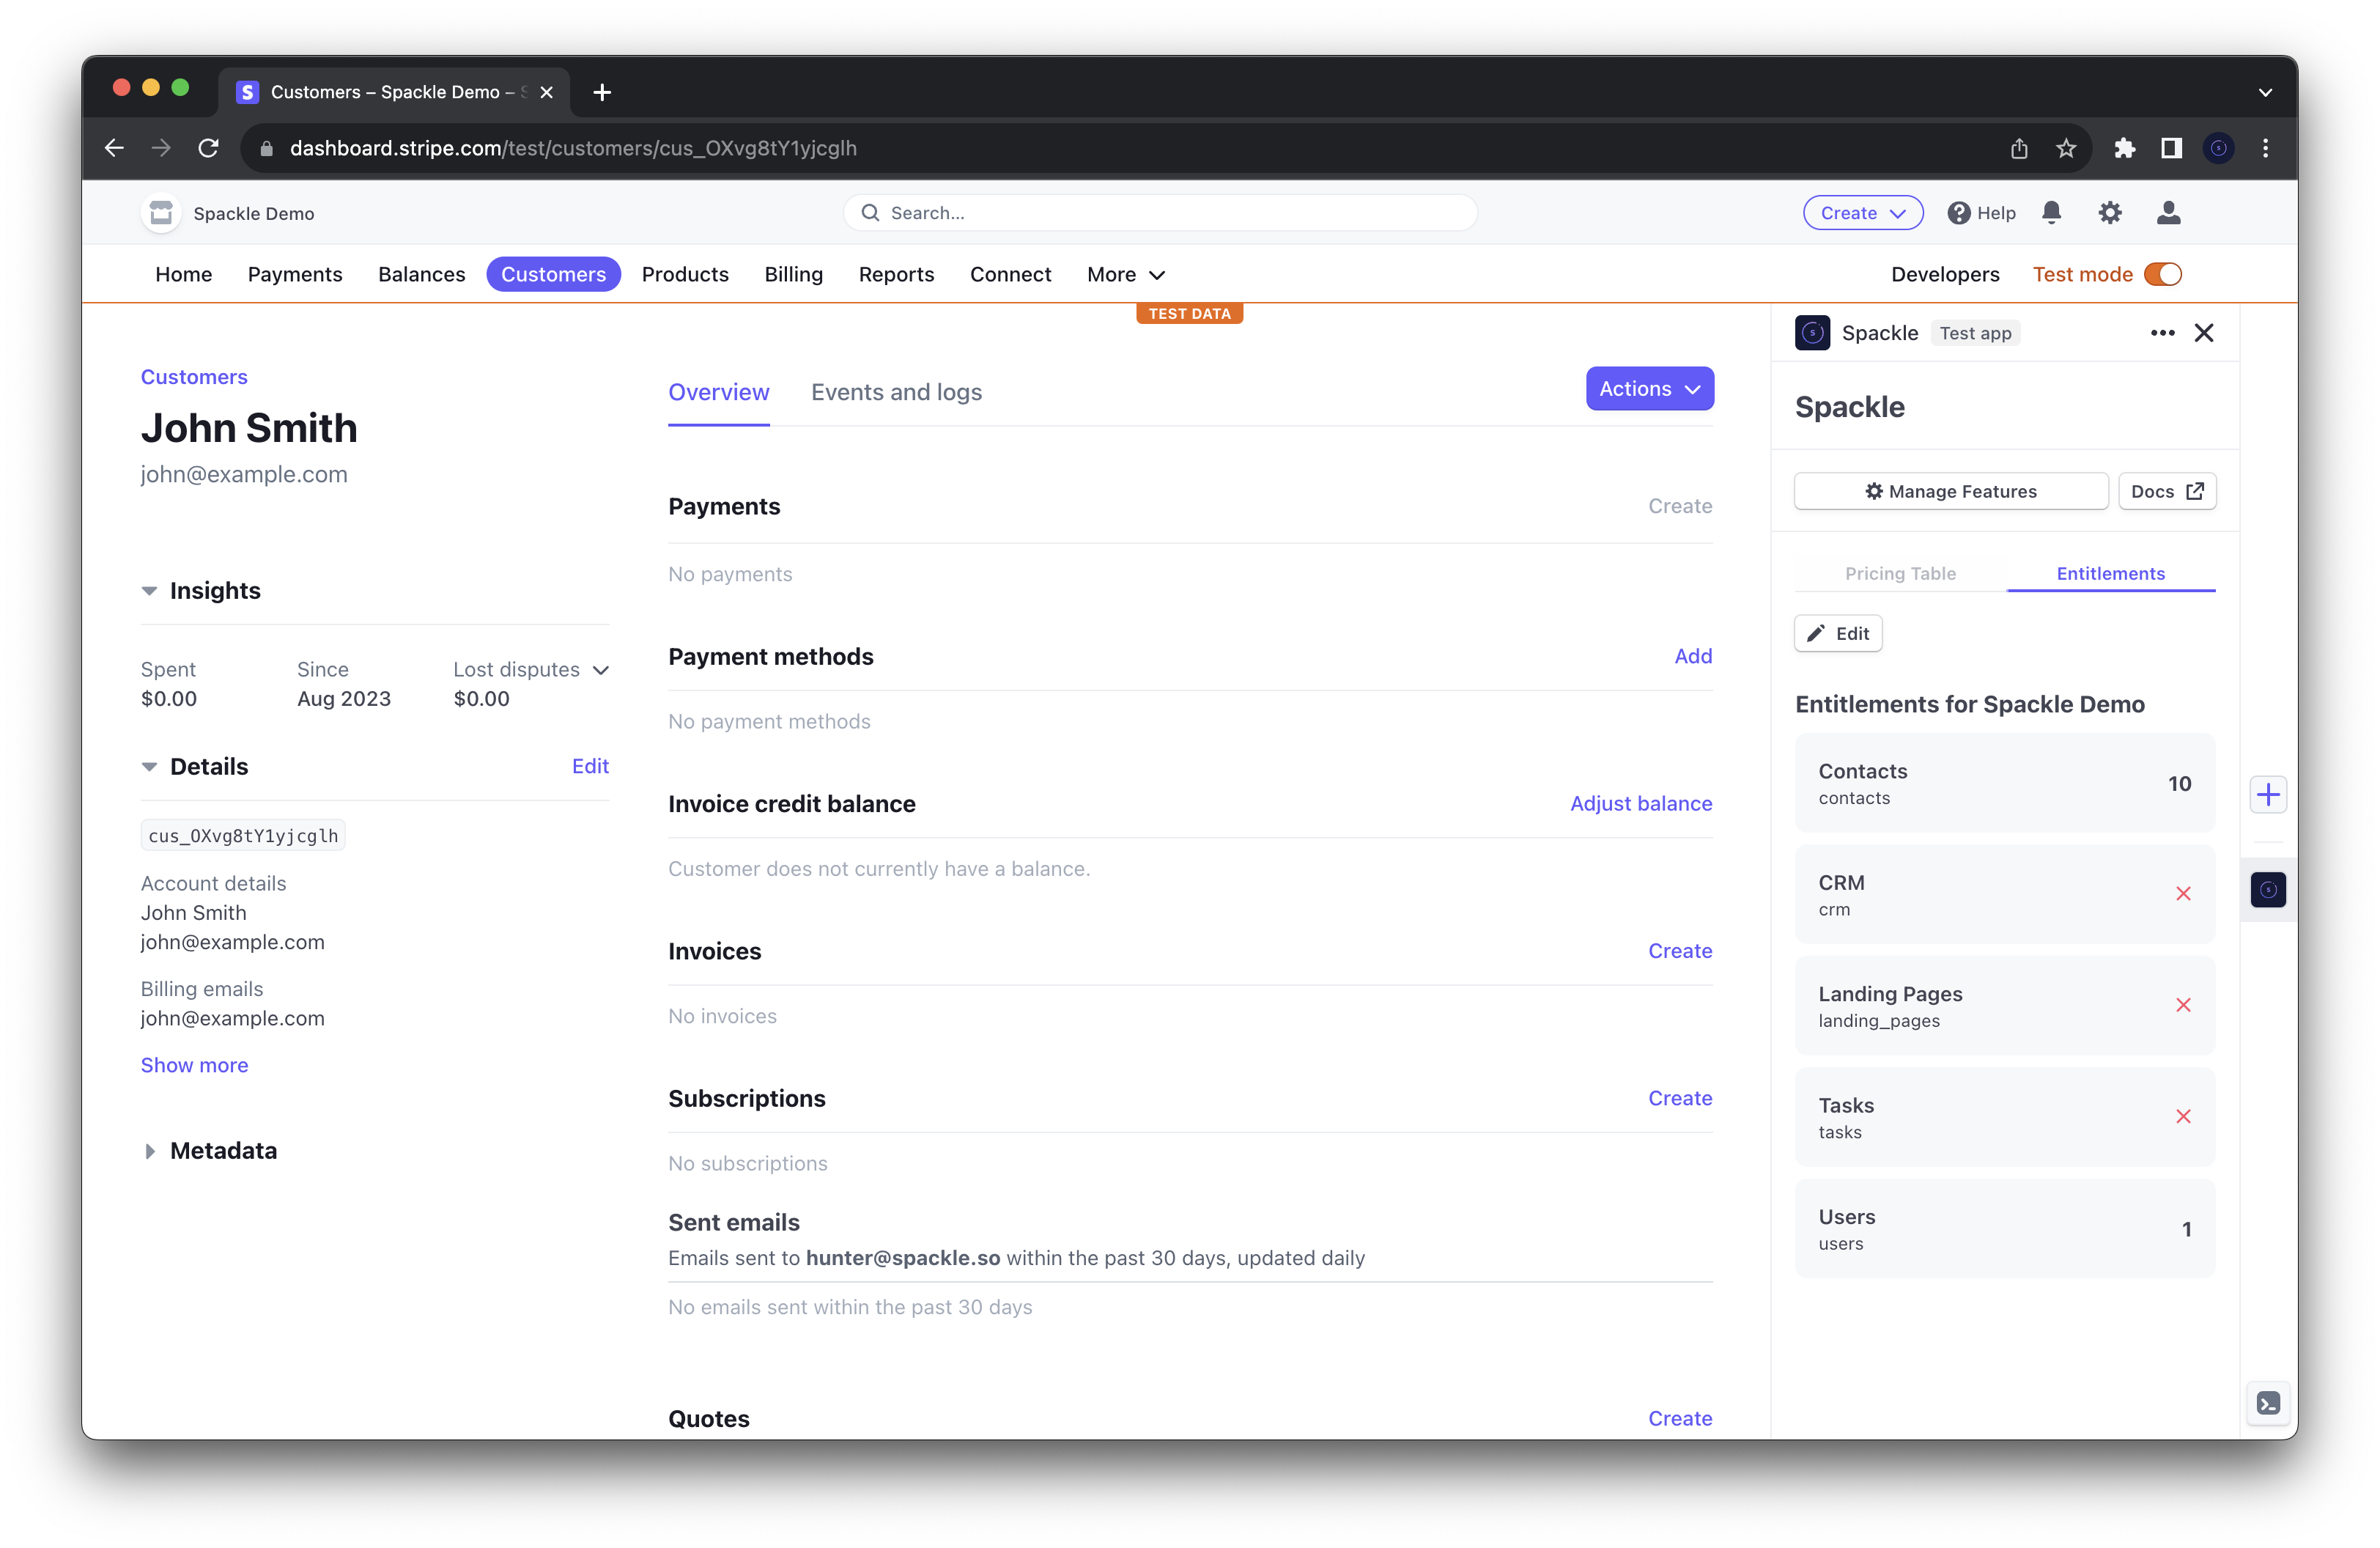 Customers – Spackle Demo –
dashboard.stripe.com/test/customers/cus_OXvg8tY1yjcglh
Spackle Demo
Search...
Create
Help
Home
Payments
Balances
Customers
Products
Billing
Reports
Connect
More
Developers
Test mode
TEST DATA
Customers
John Smith
john@example.com
Insights
Spent
$0.00
Since
Aug 2023
Lost disputes
$0.00
Details
Edit
cus_OXvg8tY1yjcglh
Account details
John Smith
john@example.com
Billing emails
john@example.com
Show more
Metadata
Overview
Events and logs
Actions
Payments
Create
No payments
Payment methods
Add
No payment methods
Invoice credit balance
Adjust balance
Customer does not currently have a balance.
Invoices
Create
No invoices
Subscriptions
Create
No subscriptions
Sent emails
Emails sent to hunter@spackle.so within the past 30 days, updated daily
No emails sent within the past 30 days
Quotes
Create
Spackle
Test app
Spackle
Manage Features
Docs
Pricing Table
Entitlements
Edit
Entitlements for Spackle Demo
Contacts
contacts
10
CRM
crm
Landing Pages
landing_pages
Tasks
tasks
Users
users
1